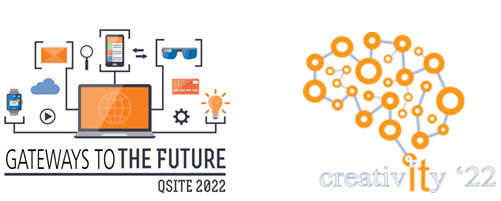 GATEWAYS TO THE FUTURE
QSITE 2022
creativITy ‘22